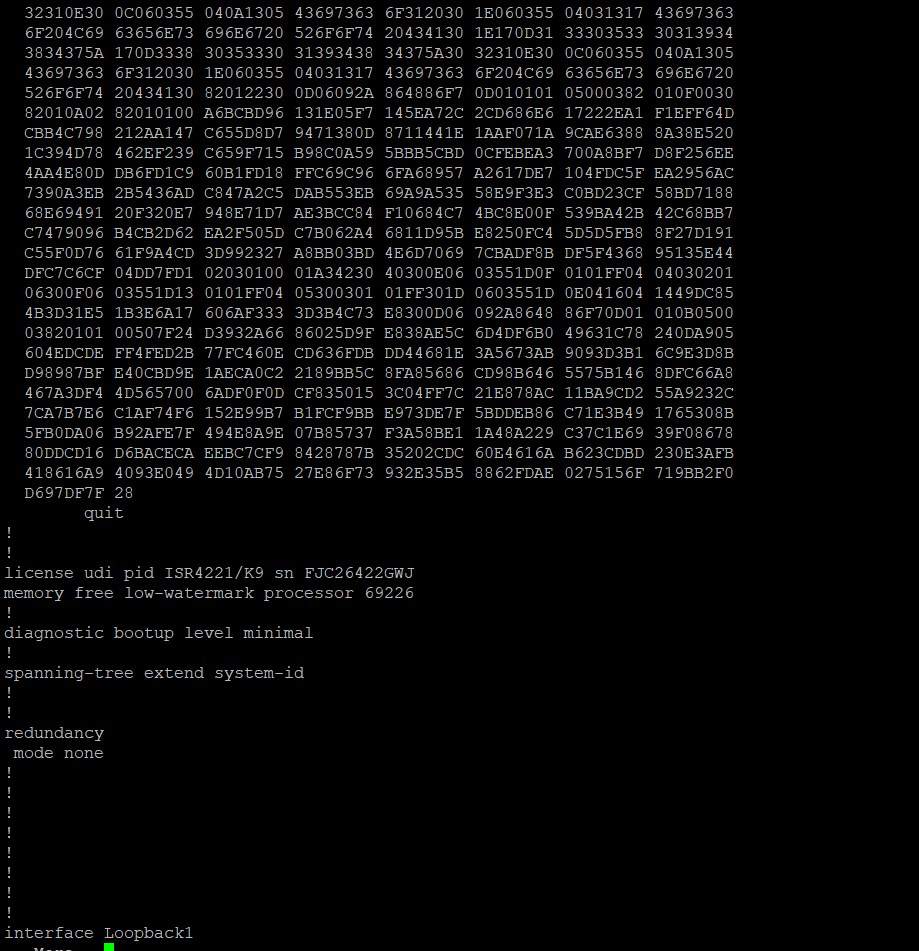 32310E30 0C060355 040A1305 43697363 6F312030 1E060355 04031317 43697363
6F204C69 63656E73 696E6720 526F6F74 20434130 1E170D31 33303533 30313934
3834375A 170D3338 30353330 31393438 34375A30 32310E30 0C060355 040A1305
43697363 6F312030 1E060355 04031317 43697363 6F204C69 63656E73 696E6720
526F6F74 20434130 82012230 0D06092A 864886F7 0D010101 05000382 010F0030
82010A02 82010100 A6BCBD96 131E05F7 145EA72C 2CD686E6 17222EA1 F1EFF64D
CBB4C798 212AA147 C655D8D7 9471380D 8711441E 1AAF071A 9CAE6388 8A38E520
1C394D78 462EF239 C659F715 B98C0A59 5BBB5CBD 0CFEBEA3 700A8BF7 D8F256EE
4AA4E80D DB6FD1C9 60B1FD18 FFC69C96 6FA68957 A2617DE7 104FDC5F EA2956AC
7390A3EB 2B5436AD C847A2C5 DAB553EB 69A9A535 58E9F3E3 C0BD23CF 58BD7188
68E69491 20F320E7 948E71D7 AE3BCC84 F10684C7 4BC8E00F 539BA42B 42C68BB7
C7479096 B4CB2D62 EA2F505D C7B062A4 6811D95B E8250FC4 5D5D5FB8 8F27D191
C55F0D76 61F9A4CD 3D992327 A8BB03BD 4E6D7069 7CBADF8B DF5F4368 95135E44
DFC7C6CF 04DD7FD1 02030100 01A34230 40300E06 03551D0F 0101FF04 04030201
06300F06 03551D13 0101FF04 05300301 01FF301D 0603551D 0E041604 1449DC85
4B3D31E5 1B3E6A17 606AF333 3D3B4C73 E8300D06 092A8648 86F70D01 010B0500
03820101 00507F24 D3932A66 86025D9F E838AE5C 6D4DF6B0 49631C78 240DA905
604EDCDE FF4FED2B 77FC460E CD636FDB DD44681E 3A5673AB 9093D3B1 6C9E3D8B
D98987BF E40CBD9E 1AECA0C2 2189BB5C 8FA85686 CD98B646 5575B146 8DFC66A8
467A3DF4 4D565700 6ADF0F0D CF835015 3C04FF7C 21E878AC 11BA9CD2 55A9232C
7CA7B7E6 C1AF74F6 152E99B7 B1FCF9BB E973DE7F 5BDDEB86 C71E3B49 1765308B
5FB0DA06 B92AFE7F 494E8A9E 07B85737 F3A58BE1 1A48A229 C37C1E69 39F08678
80DDCD16 D6BACECA EEBC7CF9 8428787B 35202CDC 60E4616A B623CDBD 230E3AFB
418616A9 4093E049 4D10AB75 27E86F73 932E35B5 8862FDAE 0275156F 719BB2F0
D697DF7F 28
quit
!
!
license udi pid ISR4221/K9 sn FJC26422GWJ
memory free low-watermark processor 69226
!
diagnostic bootup level minimal
!
spanning-tree extend system-id
!
!
redundancy
mode none
!
!
!
!
!
!
!
!
interface Loopback1